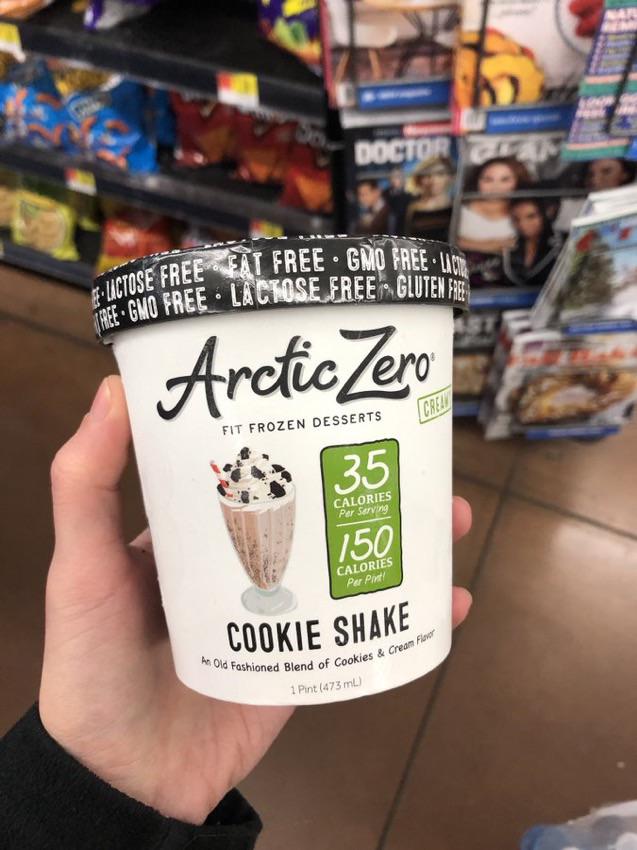 DOCTOR
LACTOSE FREE • FAT FREE • GMO FREE •
FREE • GMO FREE • LACTOSE FREE • GLUTEN FREE
Arctic Zero®
FIT FROZEN DESSERTS
CREAMY
35
CALORIES
Per Serving
150
CALORIES
Per Pint!
COOKIE SHAKE
An Old Fashioned Blend of Cookies & Cream Flavor
1 Pint (473 mL)